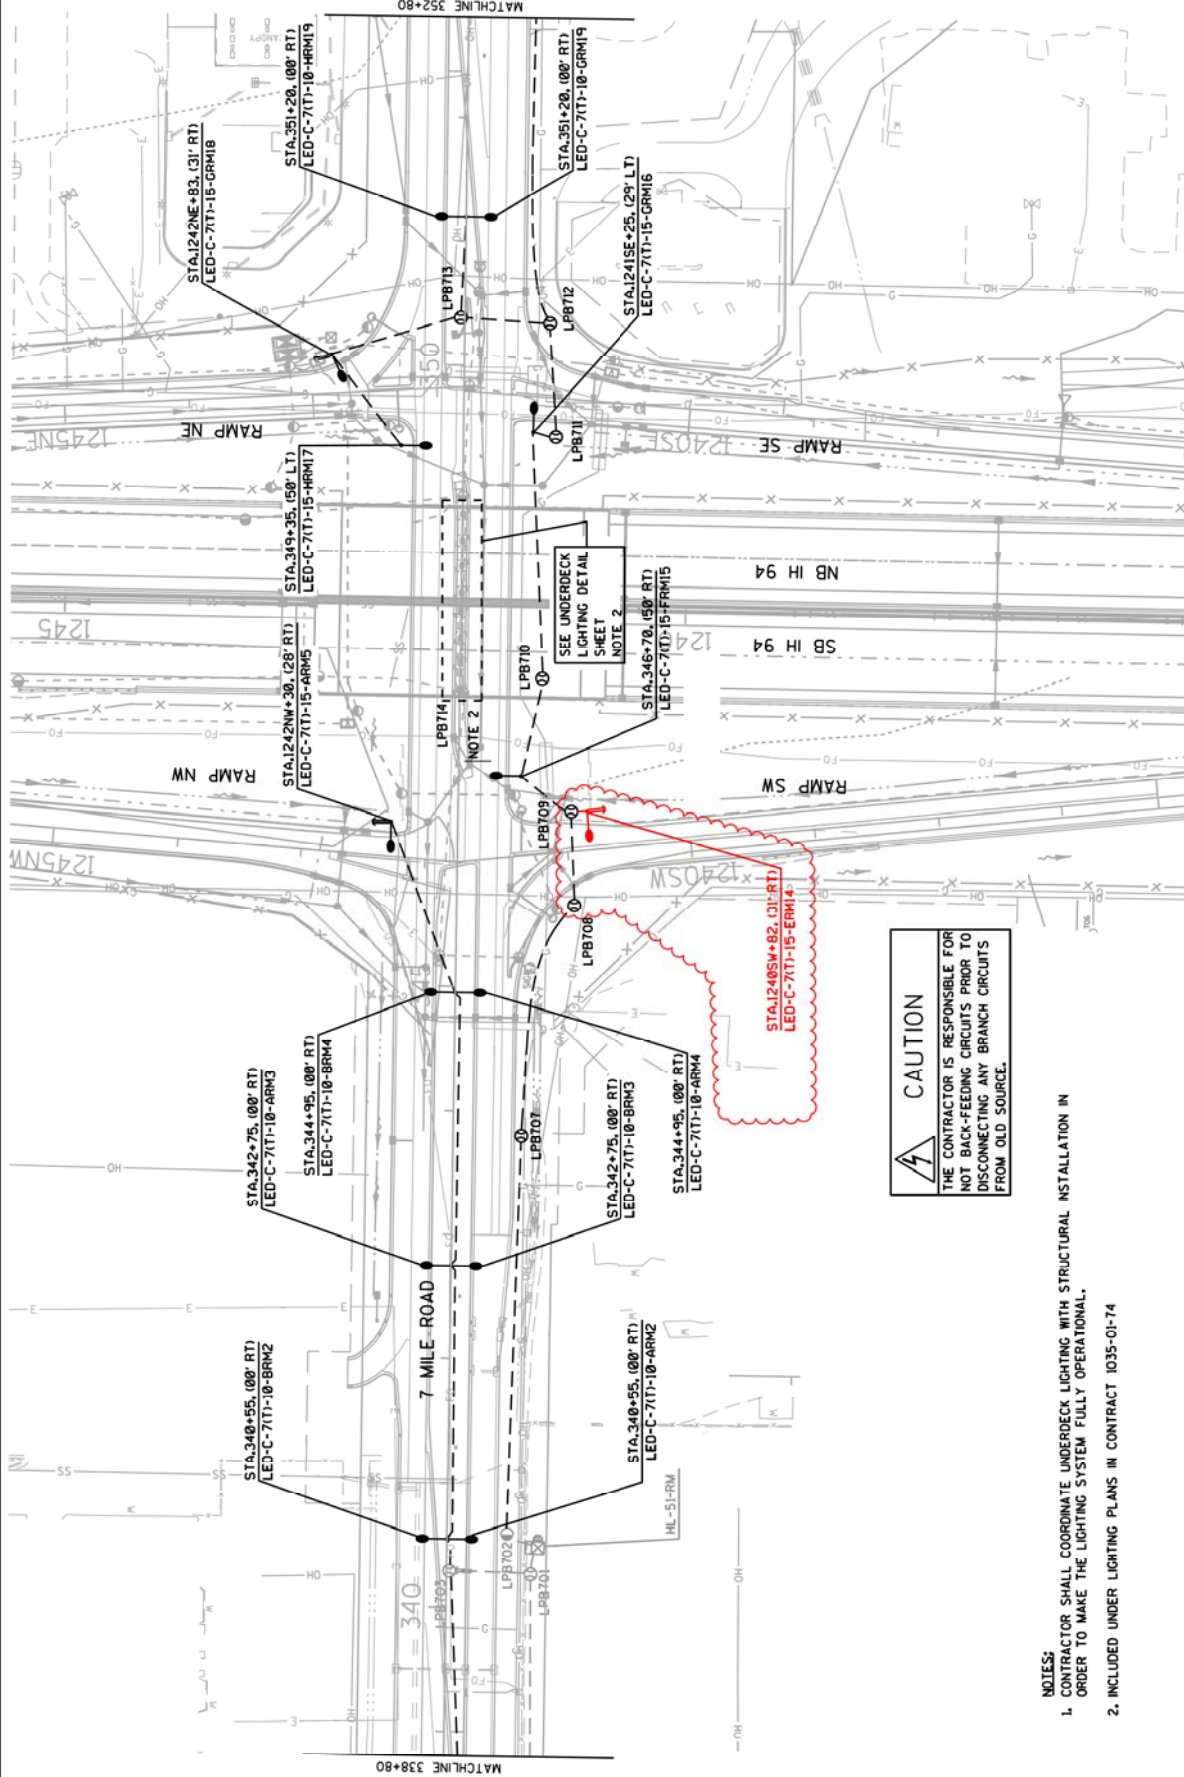 MATCHLINE 352+80
STA.351+20, (00' RT)
LED-C-7(T)-10-HRM19
STA.351+20, (00' RT)
LED-C-7(T)-10-GRM19
STA.1242NE+83, (31' RT)
LED-C-7(T)-15-GRM18
STA.1241SE+25, (29' LT)
LED-C-7(T)-15-GRM16
CANOPY
LPB713
LPB712
350
LPB711
1245NE
RAMP NE
1240SE
RAMP SE
STA.349+35, (50' LT)
LED-C-7(T)-15-HRM17
NB IH 94
SB IH 94
1245
SEE UNDERDECK
LIGHTING DETAIL
SHEET
NOTE 2
STA.346+70, (50' RT)
LED-C-7(T)-15-FRM15
LPB710
LPB714
NOTE 2
STA.1242NW+30, (28' RT)
LED-C-7(T)-15-ARM5
RAMP NW
RAMP SW
1245NW
1240SW
LPB709
LPB708
STA.1240SW+82, (31' RT)
LED-C-7(T)-15-ERM14
STA.344+95, (00' RT)
LED-C-7(T)-10-BRM4
STA.344+95, (00' RT)
LED-C-7(T)-10-ARM4
LPB707
STA.342+75, (00' RT)
LED-C-7(T)-10-ARM3
STA.342+75, (00' RT)
LED-C-7(T)-10-BRM3
7 MILE ROAD
STA.340+55, (00' RT)
LED-C-7(T)-10-BRM2
STA.340+55, (00' RT)
LED-C-7(T)-10-ARM2
HL-51-RM
LPB703
LPB702
LPB701
340
MATCHLINE 338+80
CAUTION
THE CONTRACTOR IS RESPONSIBLE FOR
NOT BACK-FEEDING CIRCUITS PRIOR TO
DISCONNECTING ANY BRANCH CIRCUITS
FROM OLD SOURCE.
NOTES:
1. CONTRACTOR SHALL COORDINATE UNDERDECK LIGHTING WITH STRUCTURAL INSTALLATION IN
ORDER TO MAKE THE LIGHTING SYSTEM FULLY OPERATIONAL.
2. INCLUDED UNDER LIGHTING PLANS IN CONTRACT 1035-01-74